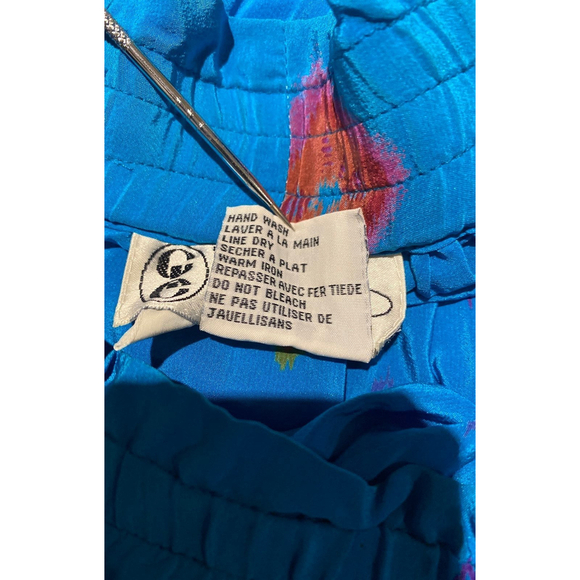 HAND WASH
LAVER A LA MAIN
LINE DRY
SECHER A PLAT
WARM IRON
REPASSER AVEC FER TIEDE
DO NOT BLEACH
NE PAS UTILISER DE
JAUELLISANS